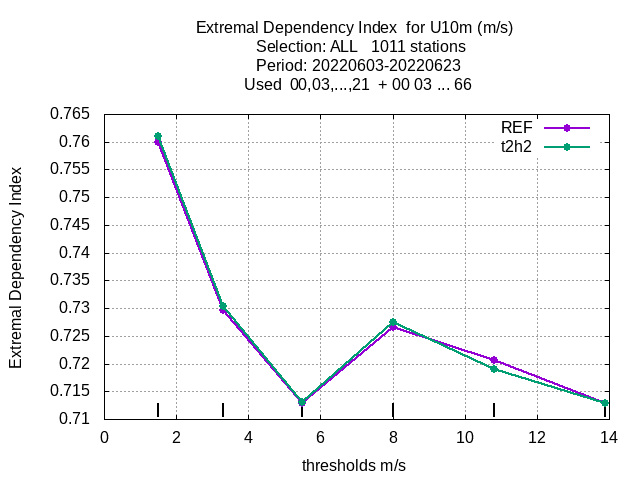 Extremal Dependency Index  for U10m (m/s)
Selection: ALL   1011 stations
Period: 20220603-20220623
Used  00,03,...,21  + 00 03 ... 66
REF
t2h2
0.765
0.76
0.755
0.75
0.745
0.74
0.735
0.73
0.725
0.72
0.715
0.71
Extremal Dependency Index
0 2 4 6 8 10 12 14
thresholds m/s